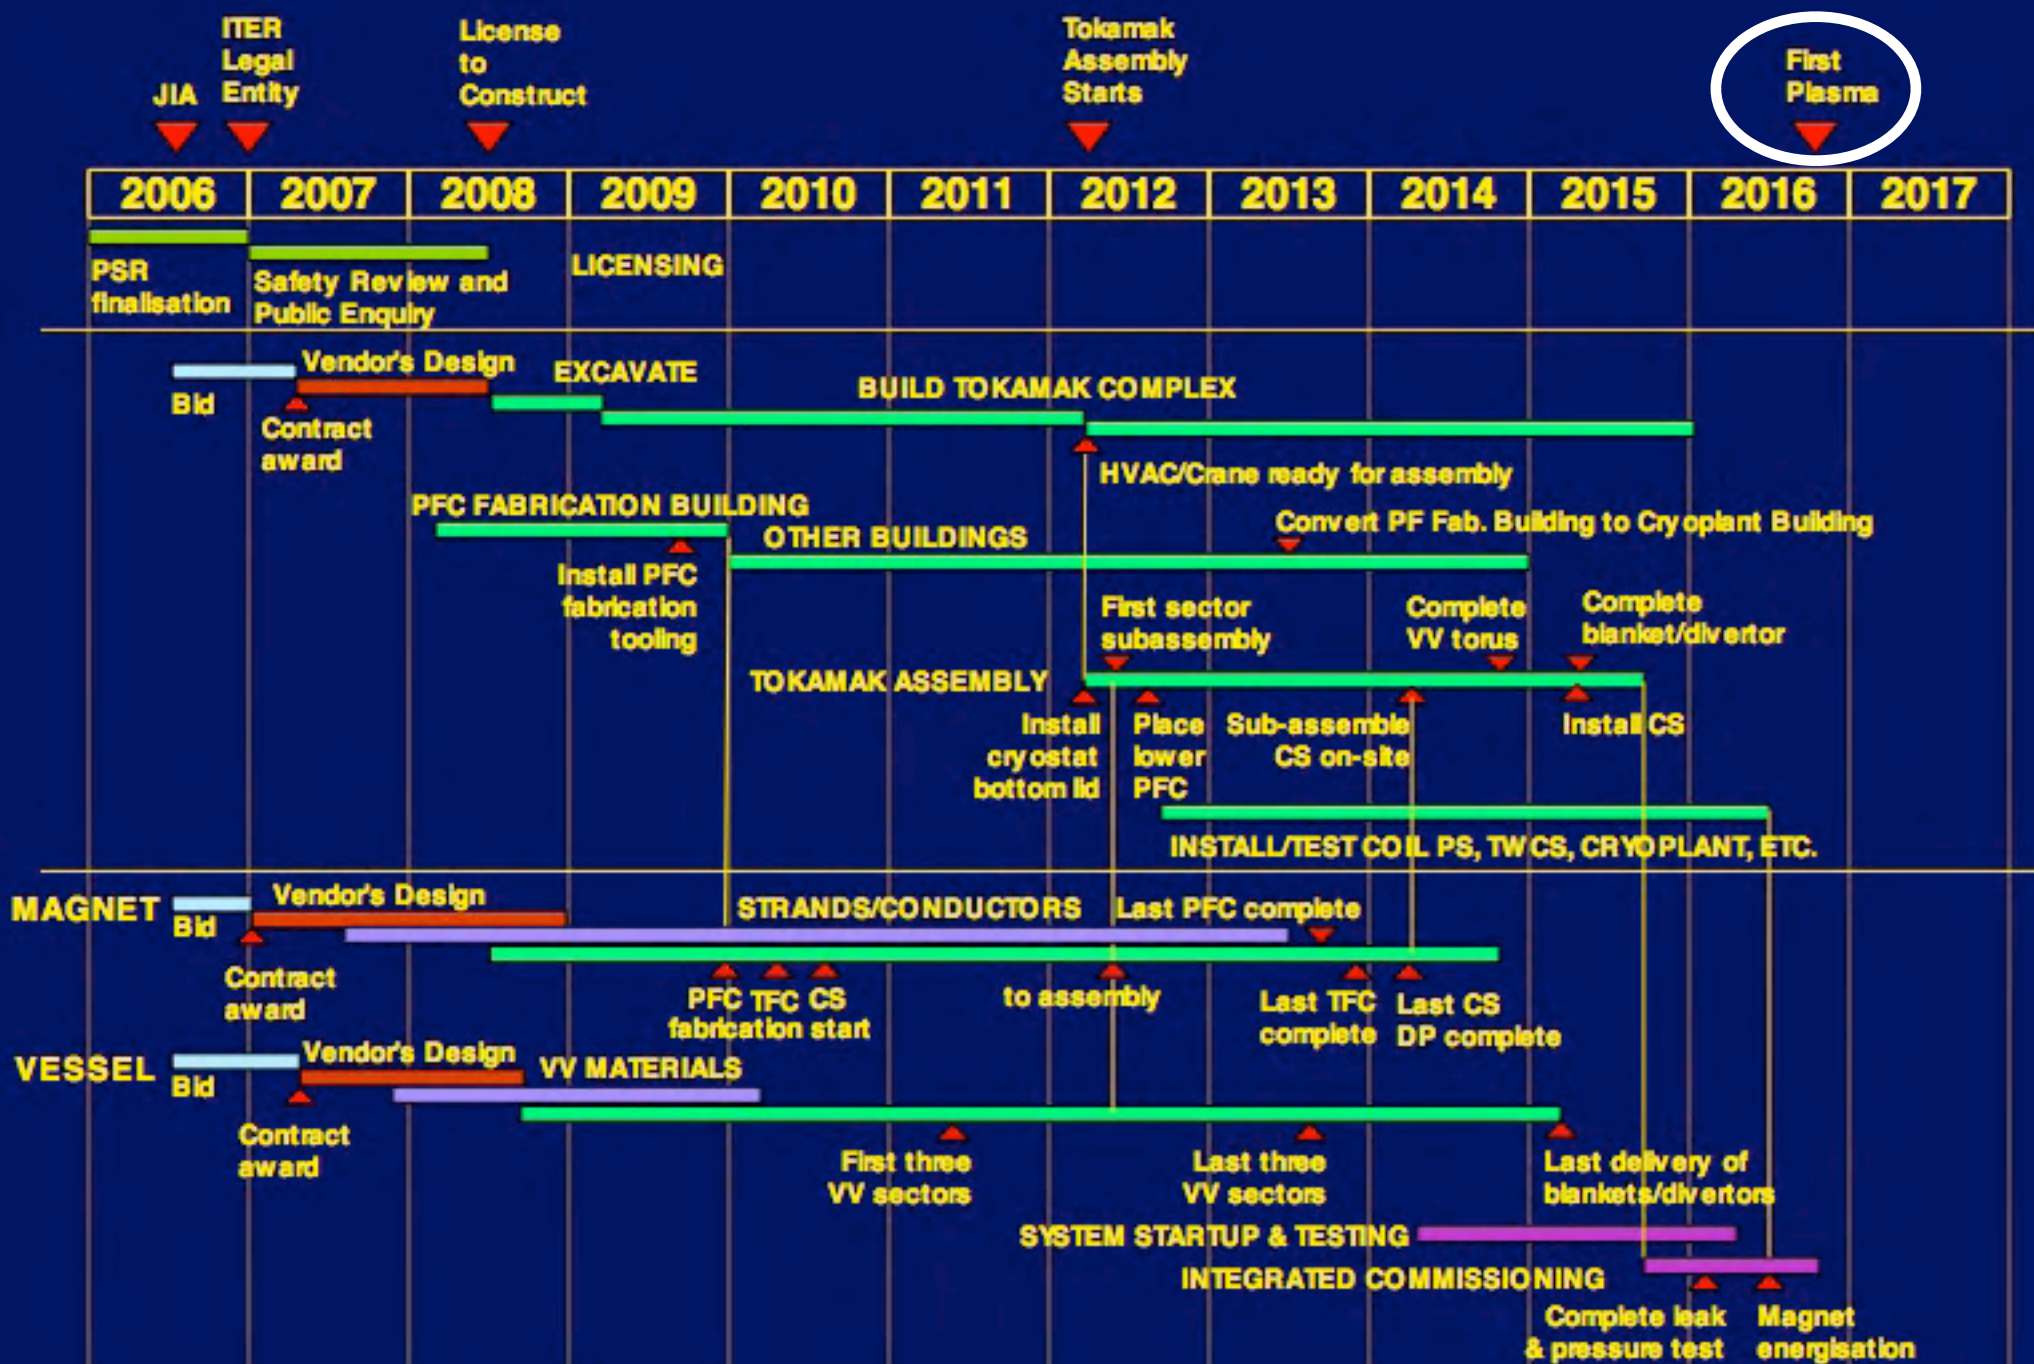 ITER
Legal
Entity
JIA
License
to
Construct
Tokamak
Assembly
Starts
First
Plasma
2006 2007 2008 2009 2010 2011 2012 2013 2014 2015 2016 2017
PSR
finalisation
Safety Review and
Public Enquiry
LICENSING
Bid
Vendor's Design
Contract
award
EXCAVATE
BUILD TOKAMAK COMPLEX
HVAC/Crane ready for assembly
PFC FABRICATION BUILDING
Install PFC
fabrication
tooling
OTHER BUILDINGS
Convert PF Fab. Building to Cryoplant Building
First sector
subassembly
Complete
VV torus
Complete
blanket/divertor
TOKAMAK ASSEMBLY
Install
cryostat
bottom lid
Place
lower
PFC
Sub-assemble
CS on-site
Install CS
INSTALL/TEST COIL PS, TWCS, CRYOPLANT, ETC.
MAGNET
Bid
Vendor's Design
Contract
award
STRANDS/CONDUCTORS
Last PFC complete
PFC TFC CS
fabrication start
to assembly
Last TFC
complete
Last CS
DP complete
VESSEL
Bid
Vendor's Design
Contract
award
VV MATERIALS
First three
VV sectors
Last three
VV sectors
Last delivery of
blankets/divertors
SYSTEM STARTUP & TESTING
INTEGRATED COMMISSIONING
Complete leak
& pressure test
Magnet
energisation